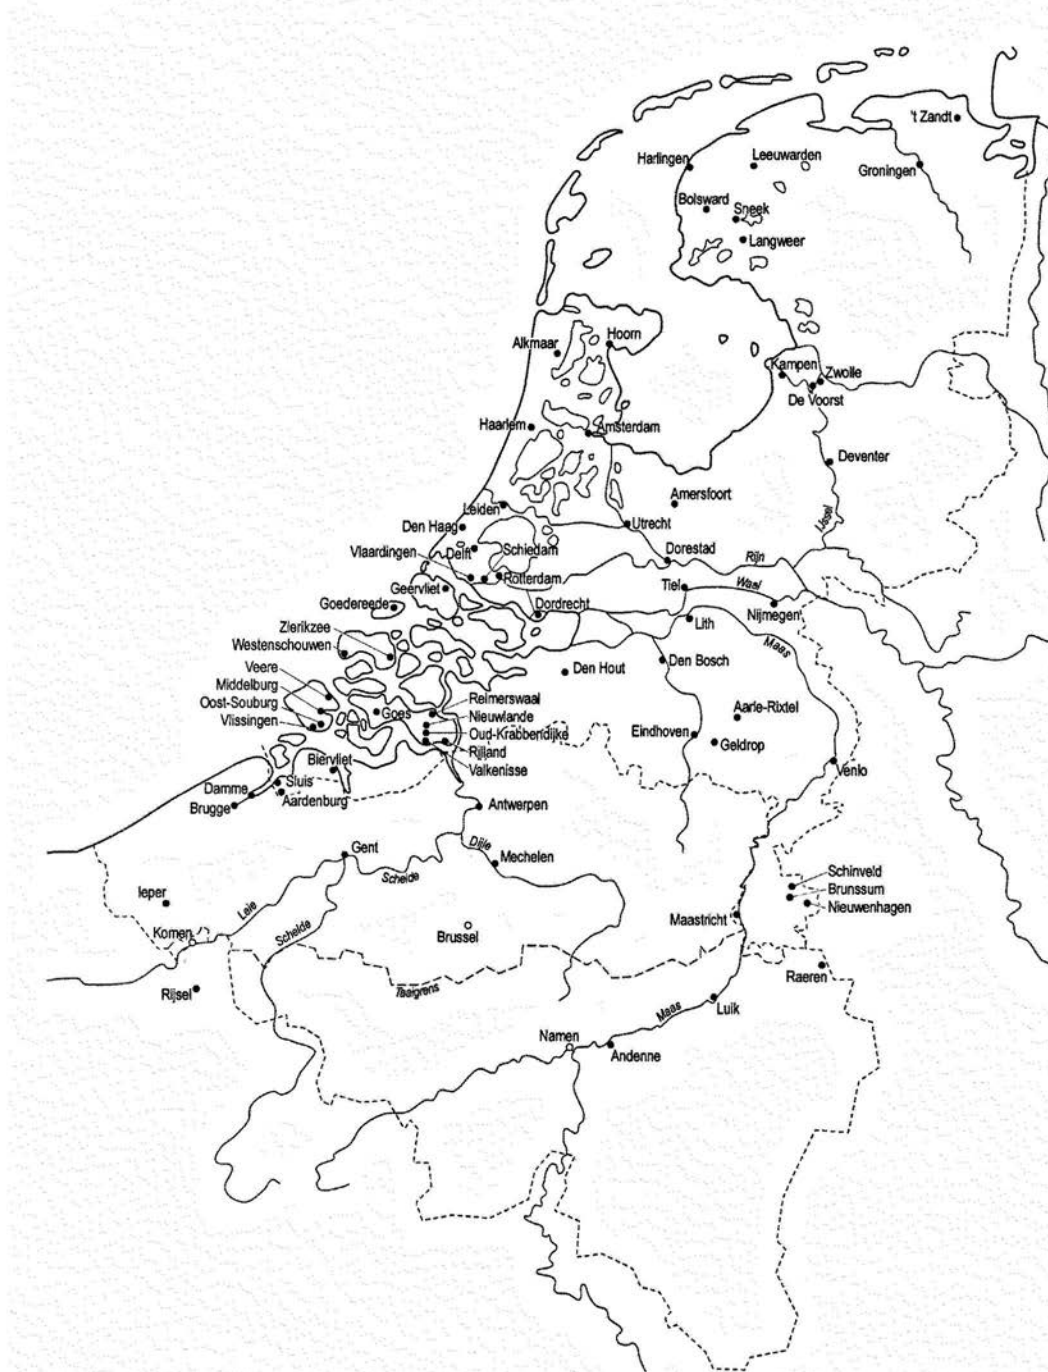 't Zandt
Harlingen
Leeuwarden
Groningen
Bolsward
Sneek
Langweer
Alkmaar
Hoorn
Kampen
Zwolle
De Voorst
Haarlem
Amsterdam
Deventer
Amersfoort
Leiden
IJssel
Den Haag
Utrecht
Vlaardingen
Delft
Schiedam
Dorestad
Rijn
Rotterdam
Geervliet
Tiel
Waal
Goedereede
Dordrecht
Nijmegen
Lith
Zierikzee
Maas
Westenschouwen
Den Hout
Den Bosch
Veere
Middelburg
Reimerswaal
Oost-Souburg
Goes
Nieuwlande
Aarle-Rixtel
Vlissingen
Oud-Krabbendijke
Eindhoven
Geldrop
Rijland
Biervliet
Valkenisse
Venlo
Damme
Sluis
Brugge
Aardenburg
Antwerpen
Gent
Dijle
Mechelen
Schelde
Schinveld
Ieper
Brunssum
Leie
Nieuwenhagen
Maastricht
Komen
Schelde
Brussel
Raeren
Rijsel
Taalgrens
Luik
Maas
Namen
Andenne